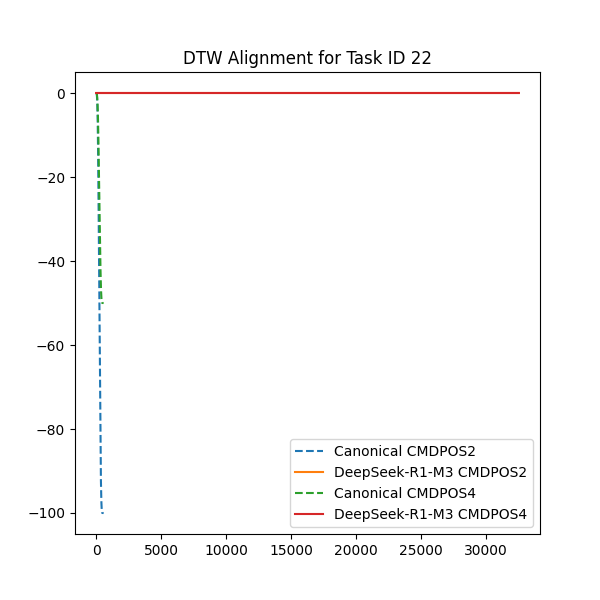 DTW Alignment for Task ID 22
0
−20
−40
−60
−80
−100
Canonical CMDPOS2
DeepSeek-R1-M3 CMDPOS2
Canonical CMDPOS4
DeepSeek-R1-M3 CMDPOS4
0 5000 10000 15000 20000 25000 30000